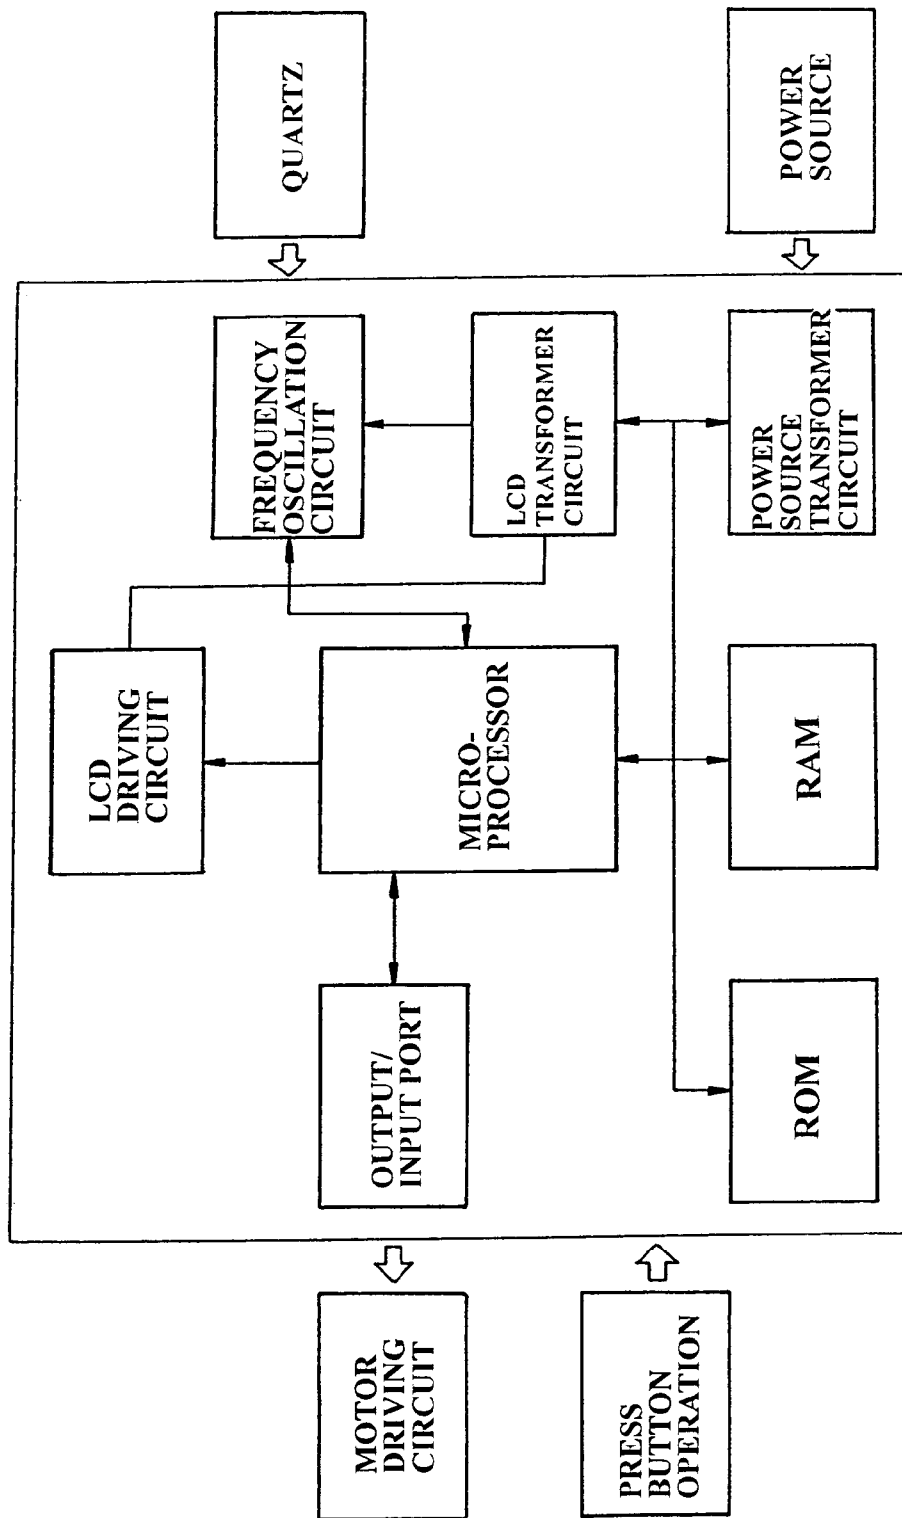 LCD
DRIVING
CIRCUIT
MOTOR
DRIVING
CIRCUIT
OUTPUT/
INPUT PORT
MICRO-
PROCESSOR
FREQUENCY
OSCILLATION
CIRCUIT
QUARTZ
LCD
TRANSFORMER
CIRCUIT
PRESS
BUTTON
OPERATION
ROM
RAM
POWER
SOURCE
TRANSFORMER
CIRCUIT
POWER
SOURCE